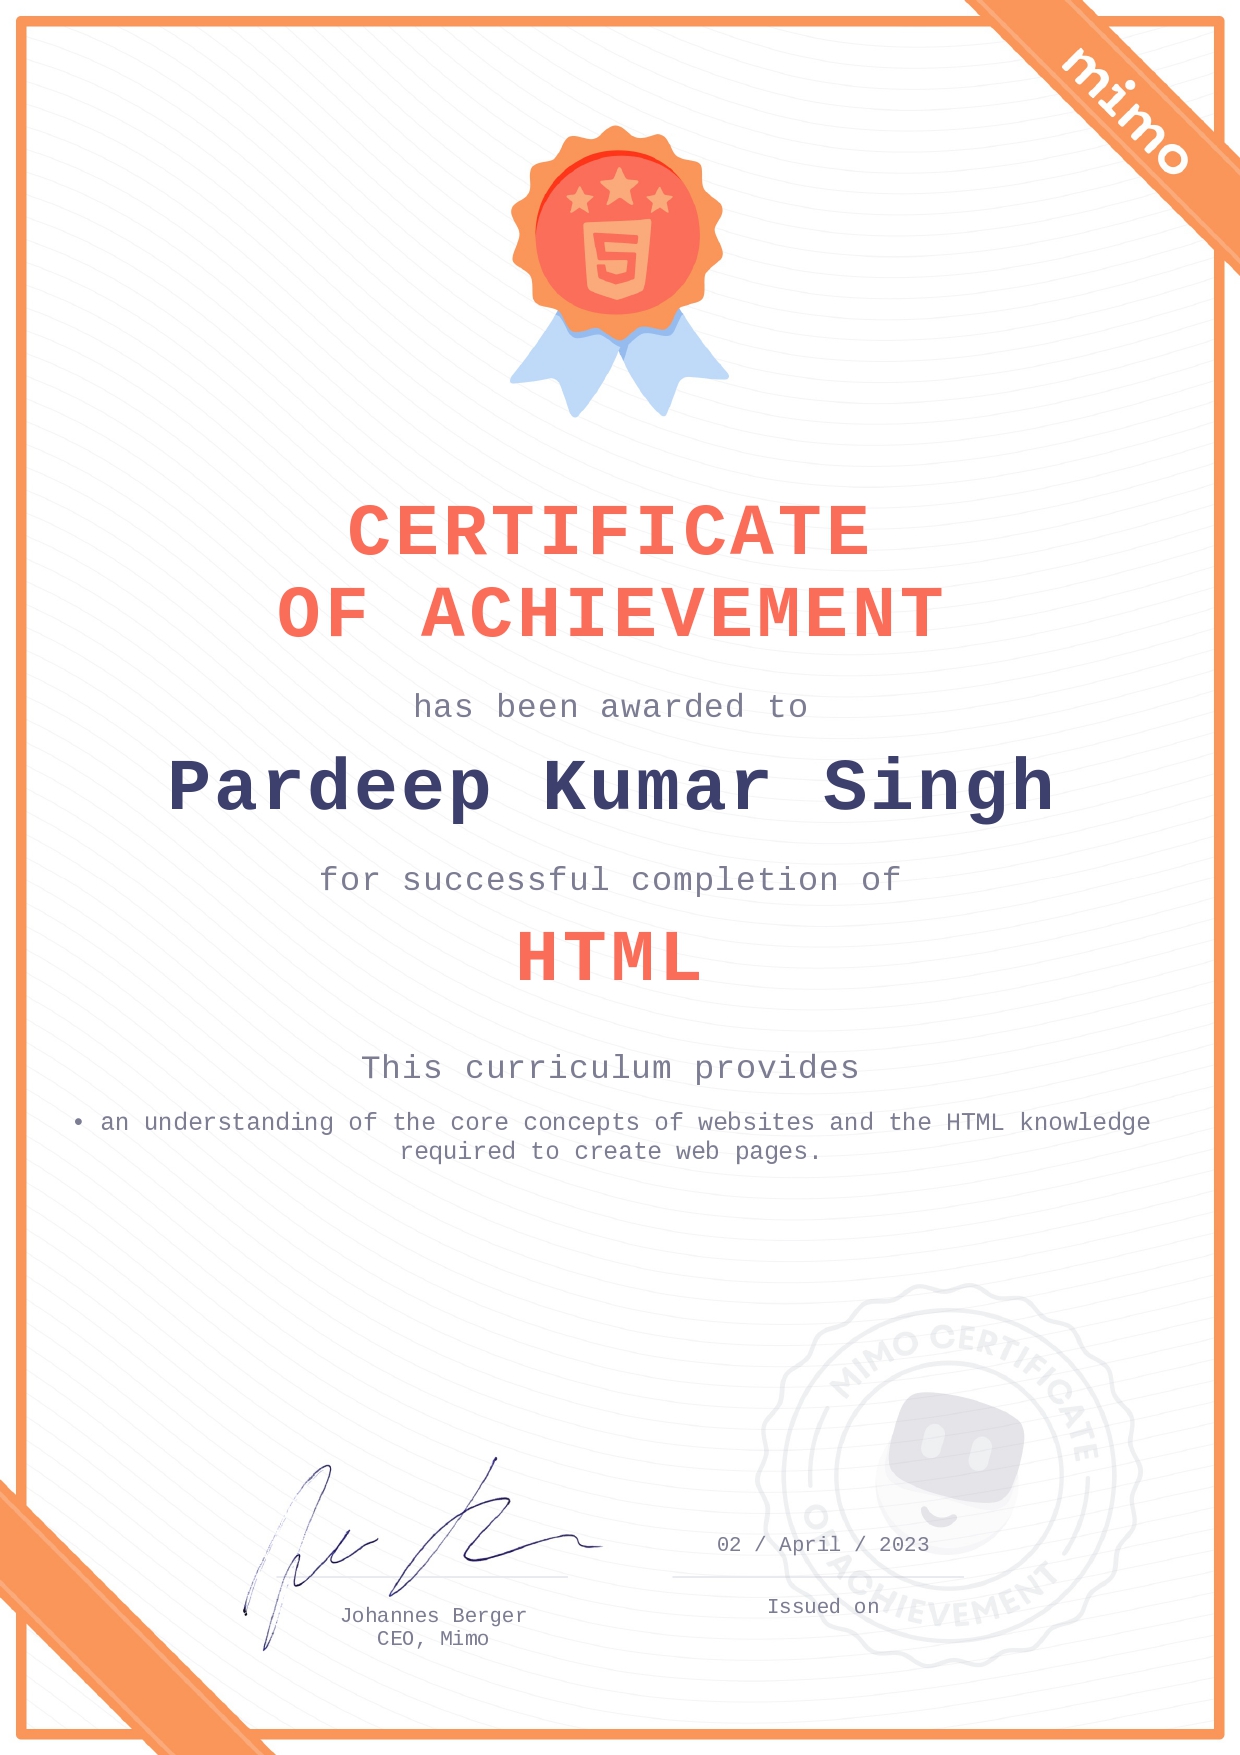 mimo
5
CERTIFICATE
OF ACHIEVEMENT
has been awarded to
Pardeep Kumar Singh
for successful completion of
HTML
This curriculum provides
• an understanding of the core concepts of websites and the HTML knowledge
required to create web pages.
MIMO CERTIFICATE
OF ACHIEVEMENT
02 / April / 2023
Issued on
Johannes Berger
CEO, Mimo